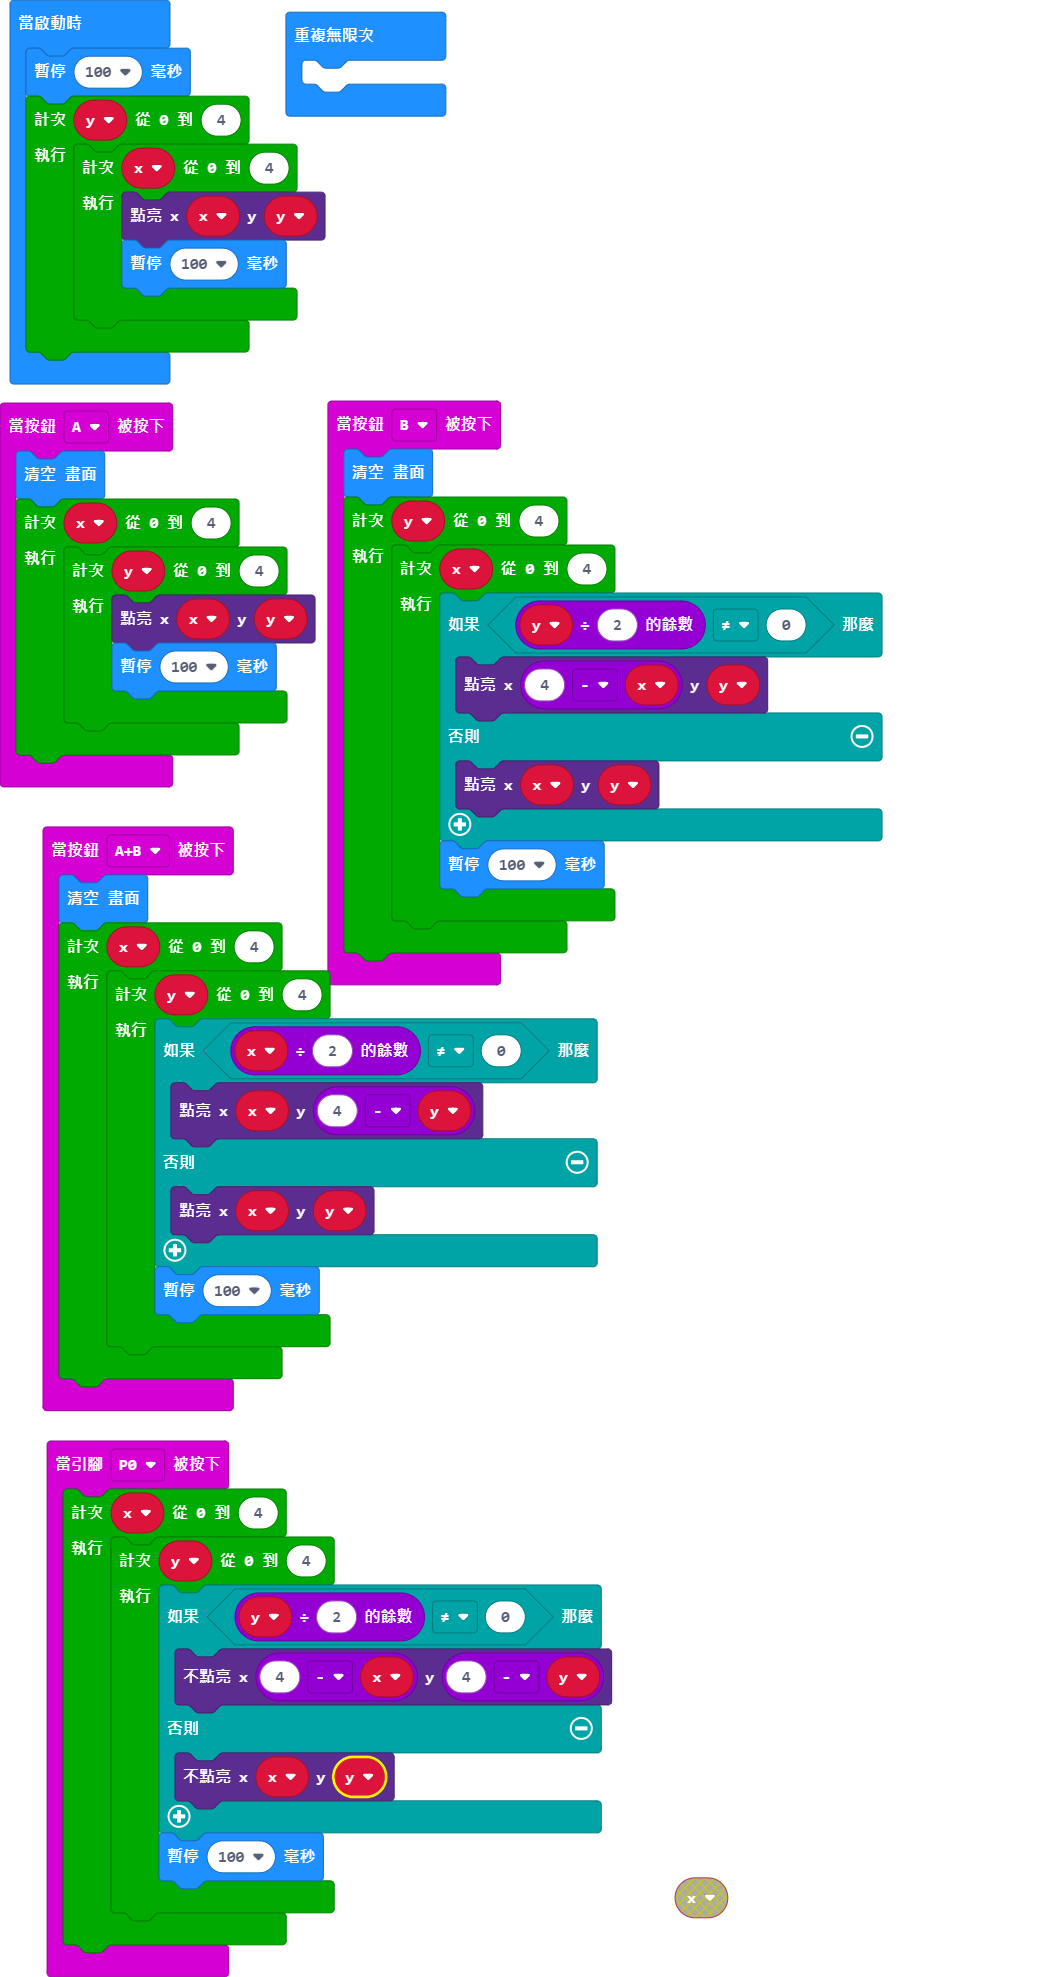 當啟動時
暫停 100 毫秒
計次 y 從 0 到 4
執行
計次 x 從 0 到 4
執行
點亮 x x y y
暫停 100 毫秒
重複無限次
當按鈕 A 被按下
清空 畫面
計次 x 從 0 到 4
執行
計次 y 從 0 到 4
執行
點亮 x x y y
暫停 100 毫秒
當按鈕 B 被按下
清空 畫面
計次 y 從 0 到 4
執行
計次 x 從 0 到 4
執行
如果 y ÷ 2 的餘數 ≠ 0 那麼
點亮 x 4 - x y y
否則
點亮 x x y y
暫停 100 毫秒
當按鈕 A+B 被按下
清空 畫面
計次 x 從 0 到 4
執行
計次 y 從 0 到 4
執行
如果 x ÷ 2 的餘數 ≠ 0 那麼
點亮 x x y 4 - y
否則
點亮 x x y y
暫停 100 毫秒
當引腳 P0 被按下
計次 x 從 0 到 4
執行
計次 y 從 0 到 4
執行
如果 y ÷ 2 的餘數 ≠ 0 那麼
不點亮 x 4 - x y 4 - y
否則
不點亮 x x y y
暫停 100 毫秒
x